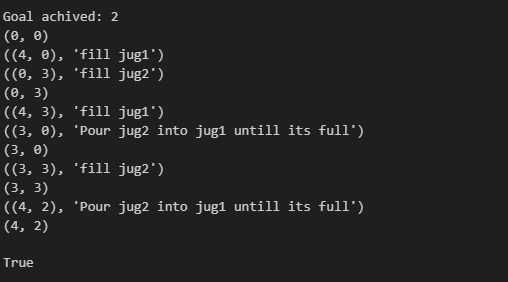 Goal achived: 2
(0, 0)
((4, 0), 'fill jug1')
((0, 3), 'fill jug2')
(0, 3)
((4, 3), 'fill jug1')
((3, 0), 'Pour jug2 into jug1 untill its full')
(3, 0)
((3, 3), 'fill jug2')
(3, 3)
((4, 2), 'Pour jug2 into jug1 untill its full')
(4, 2)
True